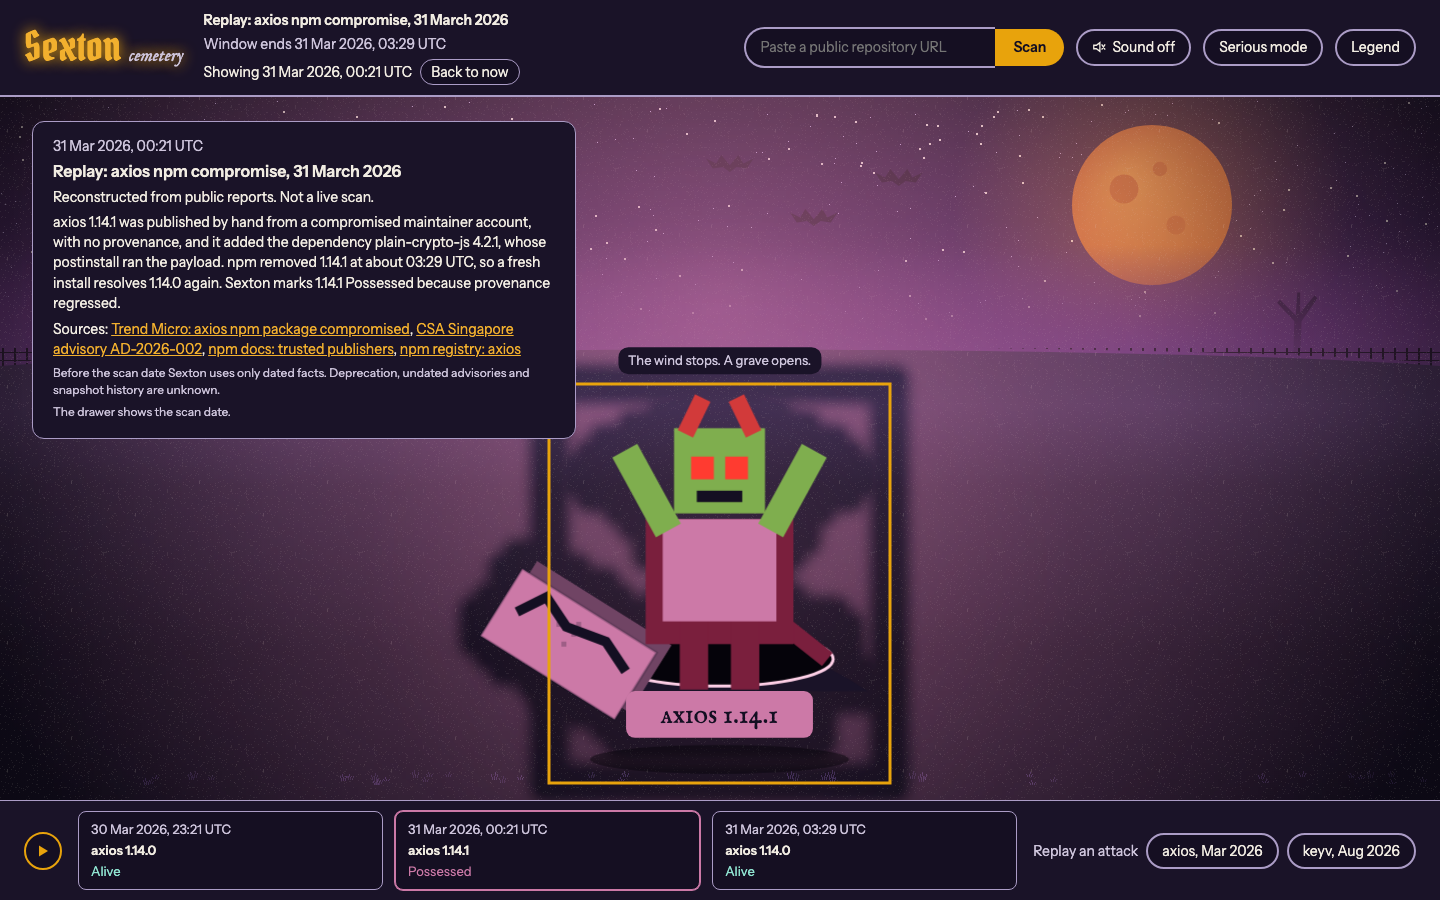 Sexton cemetery
Replay: axios npm compromise, 31 March 2026
Window ends 31 Mar 2026, 03:29 UTC
Showing 31 Mar 2026, 00:21 UTC
Back to now
Paste a public repository URL
Scan
Sound off
Serious mode
Legend
31 Mar 2026, 00:21 UTC
Replay: axios npm compromise, 31 March 2026
Reconstructed from public reports. Not a live scan.
axios 1.14.1 was published by hand from a compromised maintainer account,
with no provenance, and it added the dependency plain-crypto-js 4.2.1, whose
postinstall ran the payload. npm removed 1.14.1 at about 03:29 UTC, so a fresh
install resolves 1.14.0 again. Sexton marks 1.14.1 Possessed because provenance
regressed.
Sources: Trend Micro: axios npm package compromised, CSA Singapore
advisory AD-2026-002, npm docs: trusted publishers, npm registry: axios
Before the scan date Sexton uses only dated facts. Deprecation, undated advisories and
snapshot history are unknown.
The drawer shows the scan date.
The wind stops. A grave opens.
AXIOS 1.14.1
30 Mar 2026, 23:21 UTC
axios 1.14.0
Alive
31 Mar 2026, 00:21 UTC
axios 1.14.1
Possessed
31 Mar 2026, 03:29 UTC
axios 1.14.0
Alive
Replay an attack
axios, Mar 2026
keyv, Aug 2026